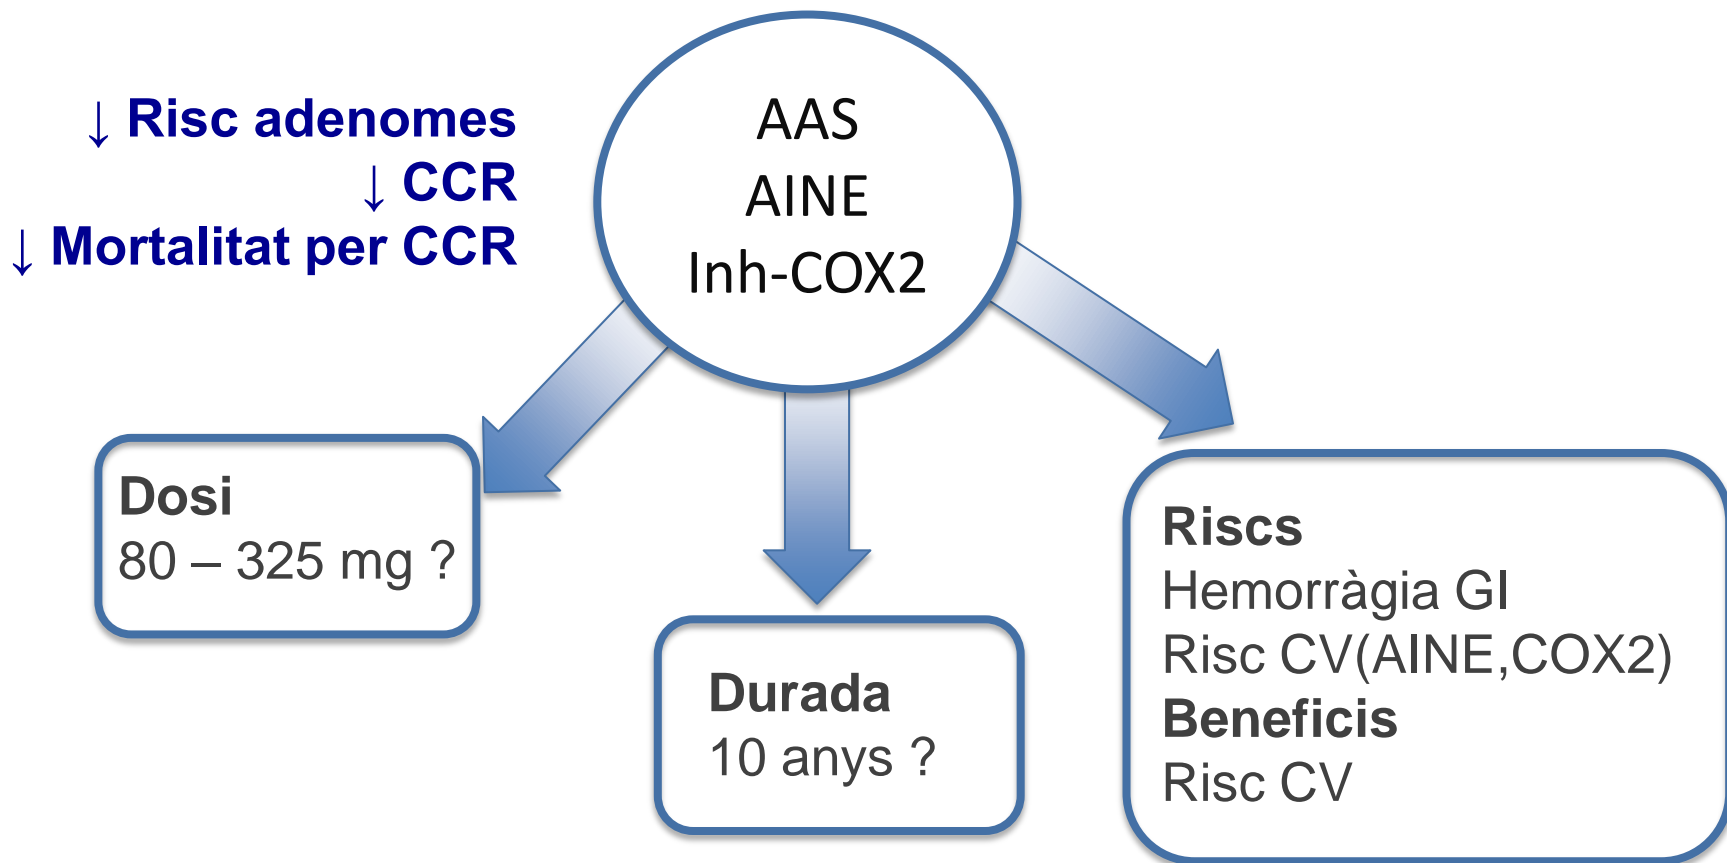 ↓ Risc adenomes
↓ CCR
↓ Mortalitat per CCR
AAS
AINE
Inh-COX2
Dosi
80 – 325 mg ?
Durada
10 anys ?
Riscs
Hemorràgia GI
Risc CV(AINE,COX2)
Beneficis
Risc CV